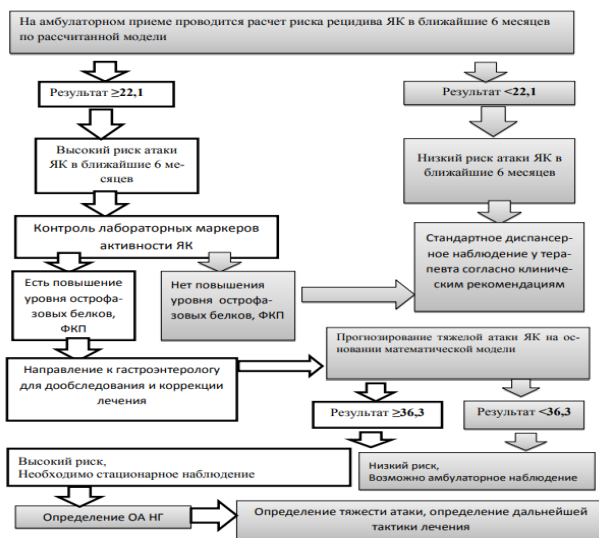 На амбулаторном приеме проводится расчет риска рецидива ЯК в ближайшие 6 месяцев
по рассчитанной модели
Результат ≥22,1
Результат <22,1
Высокий риск атаки
ЯК в ближайшие 6 ме-
сяцев
Низкий риск атаки ЯК в
ближайшие 6 месяцев
Контроль лабораторных маркеров
активности ЯК
Стандартное диспансер-
ное наблюдение у тера-
певта согласно клиниче-
ским рекомендациям
Есть повышение
уровня острофа-
зовых белков,
ФКП
Нет повышения
уровня острофазовых
белков, ФКП
Направление к гастроэнтерологу
для дообследования и коррекции
лечения
Прогнозирование тяжелой атаки ЯК на ос-
новании математической модели
Результат ≥36,3
Результат <36,3
Высокий риск,
Необходимо стационарное наблюдение
Низкий риск,
Возможно амбулаторное наблюдение
Определение ОА НГ
Определение тяжести атаки, определение дальнейшей
тактики лечения